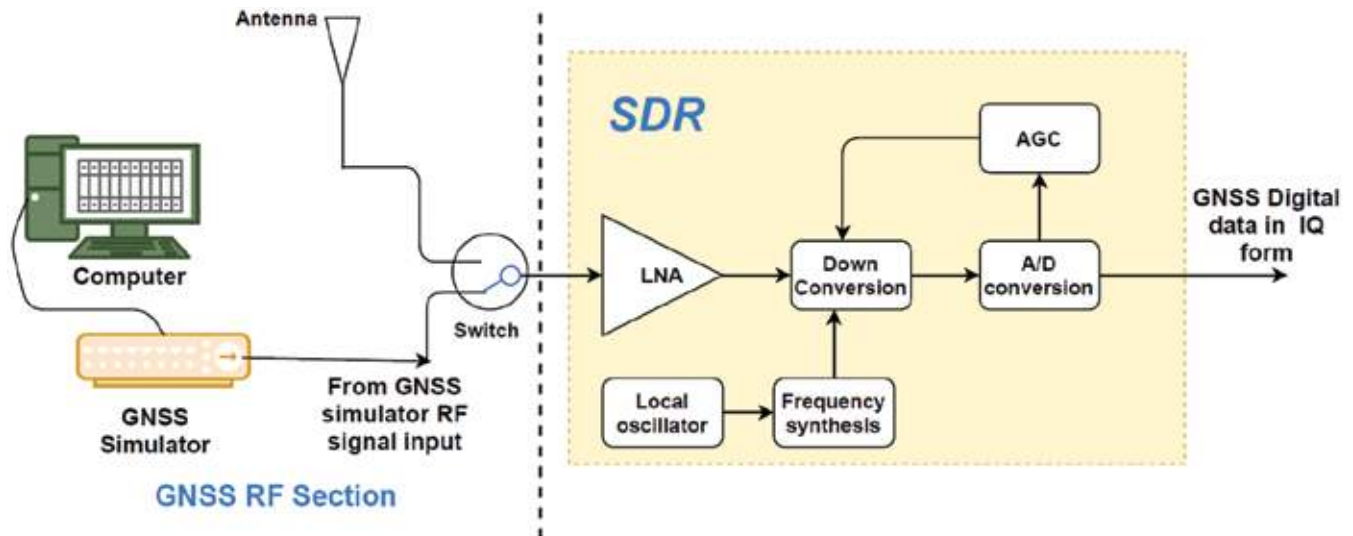 Antenna
Computer
GNSS
Simulator
From GNSS
simulator RF
signal input
Switch
GNSS RF Section
SDR
AGC
LNA
Down
Conversion
A/D
conversion
Local
oscillator
Frequency
synthesis
GNSS Digital
data in IQ
form